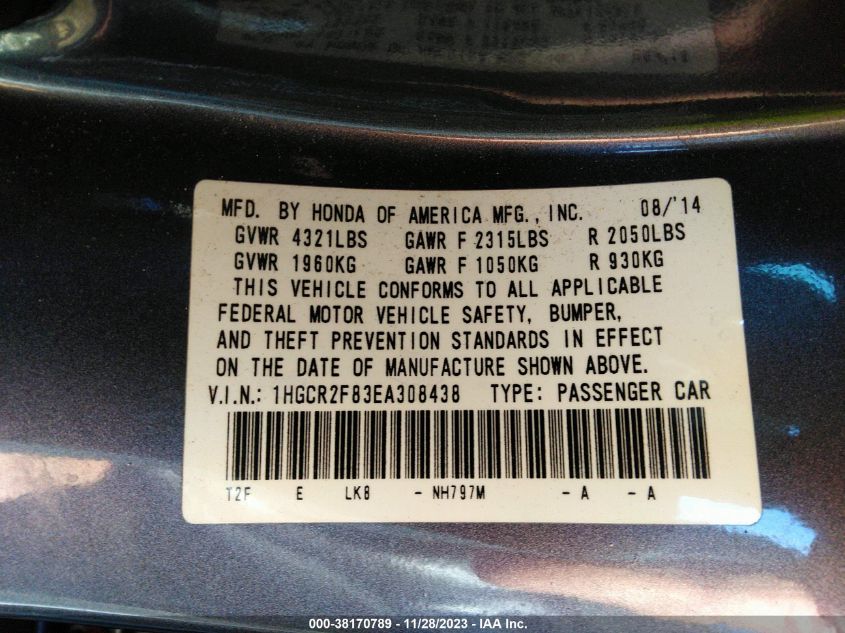 MFD. BY HONDA OF AMERICA MFG., INC. 08/'14
GVWR 4321LBS GAWR F 2315LBS R 2050LBS
GVWR 1960KG GAWR F 1050KG R 930KG
THIS VEHICLE CONFORMS TO ALL APPLICABLE
FEDERAL MOTOR VEHICLE SAFETY, BUMPER,
AND THEFT PREVENTION STANDARDS IN EFFECT
ON THE DATE OF MANUFACTURE SHOWN ABOVE.
V.I.N.: 1HGCR2F83EA308438 TYPE: PASSENGER CAR
T2F E LK8 - NH797M - A - A
000-38170789 - 11/28/2023 - IAA Inc.